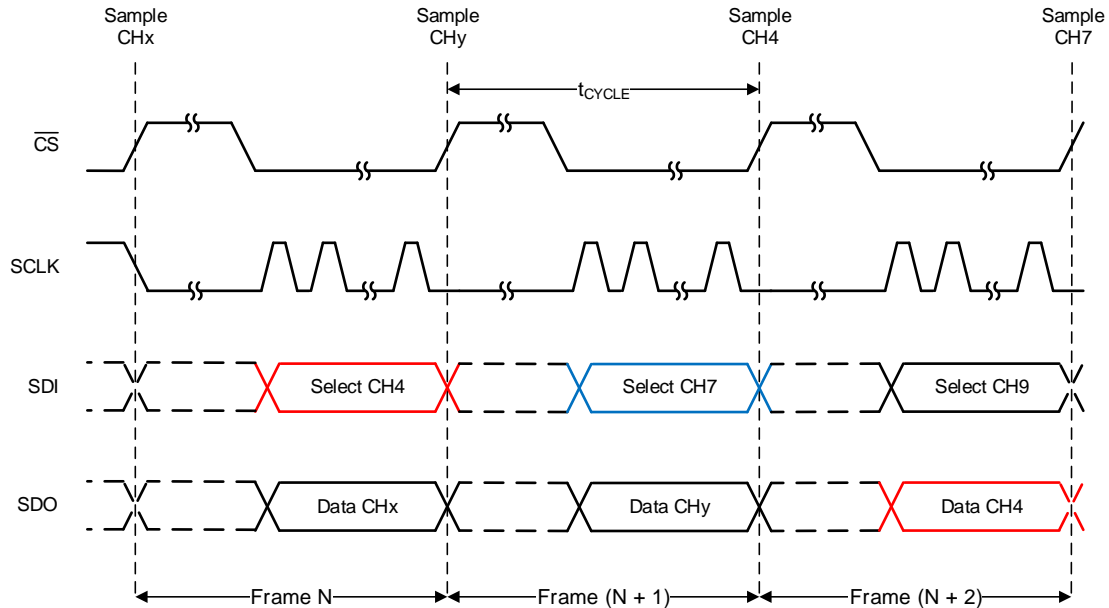 Sample
CHx
Sample
CHy
Sample
CH4
Sample
CH7
tCYCLE
CS
SCLK
SDI
Select CH4
Select CH7
Select CH9
SDO
Data CHx
Data CHy
Data CH4
Frame N
Frame (N + 1)
Frame (N + 2)